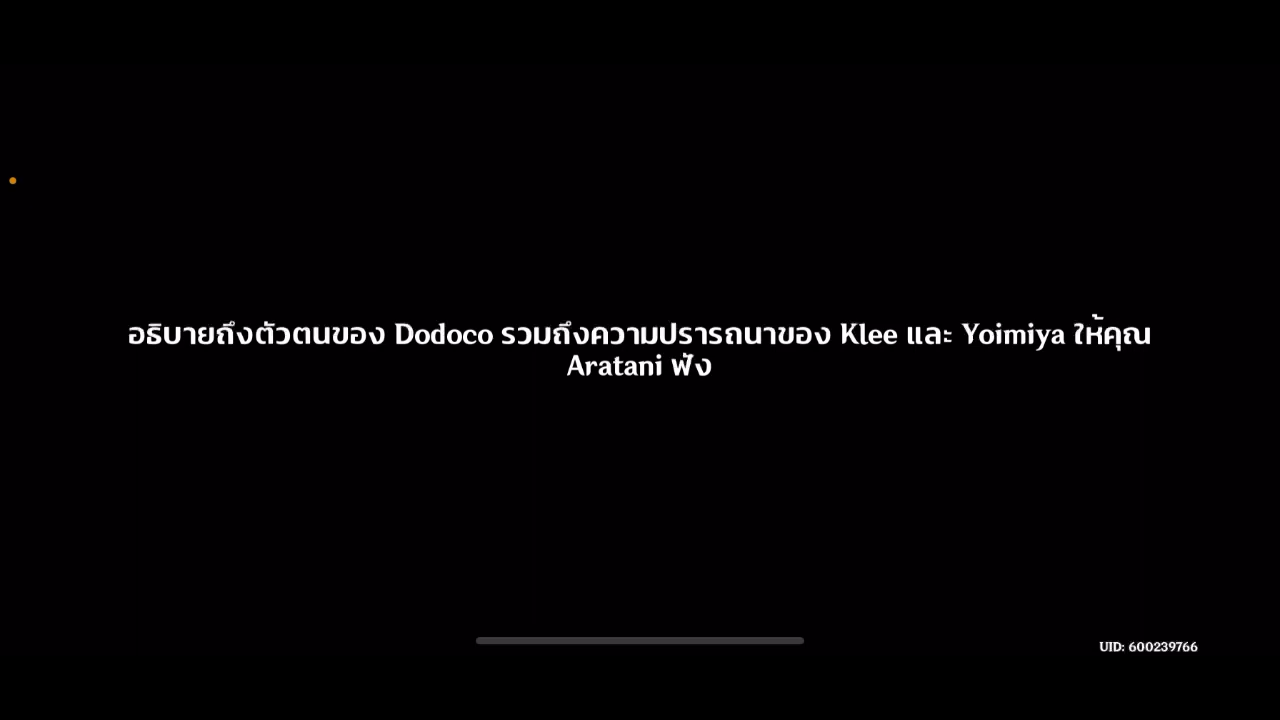 อธิบายถึงตัวตนของ Dodoco รวมถึงความปรารถนาของ Klee และ Yoimiya ให้คุณ
Aratani ฟัง
UID: 600239766